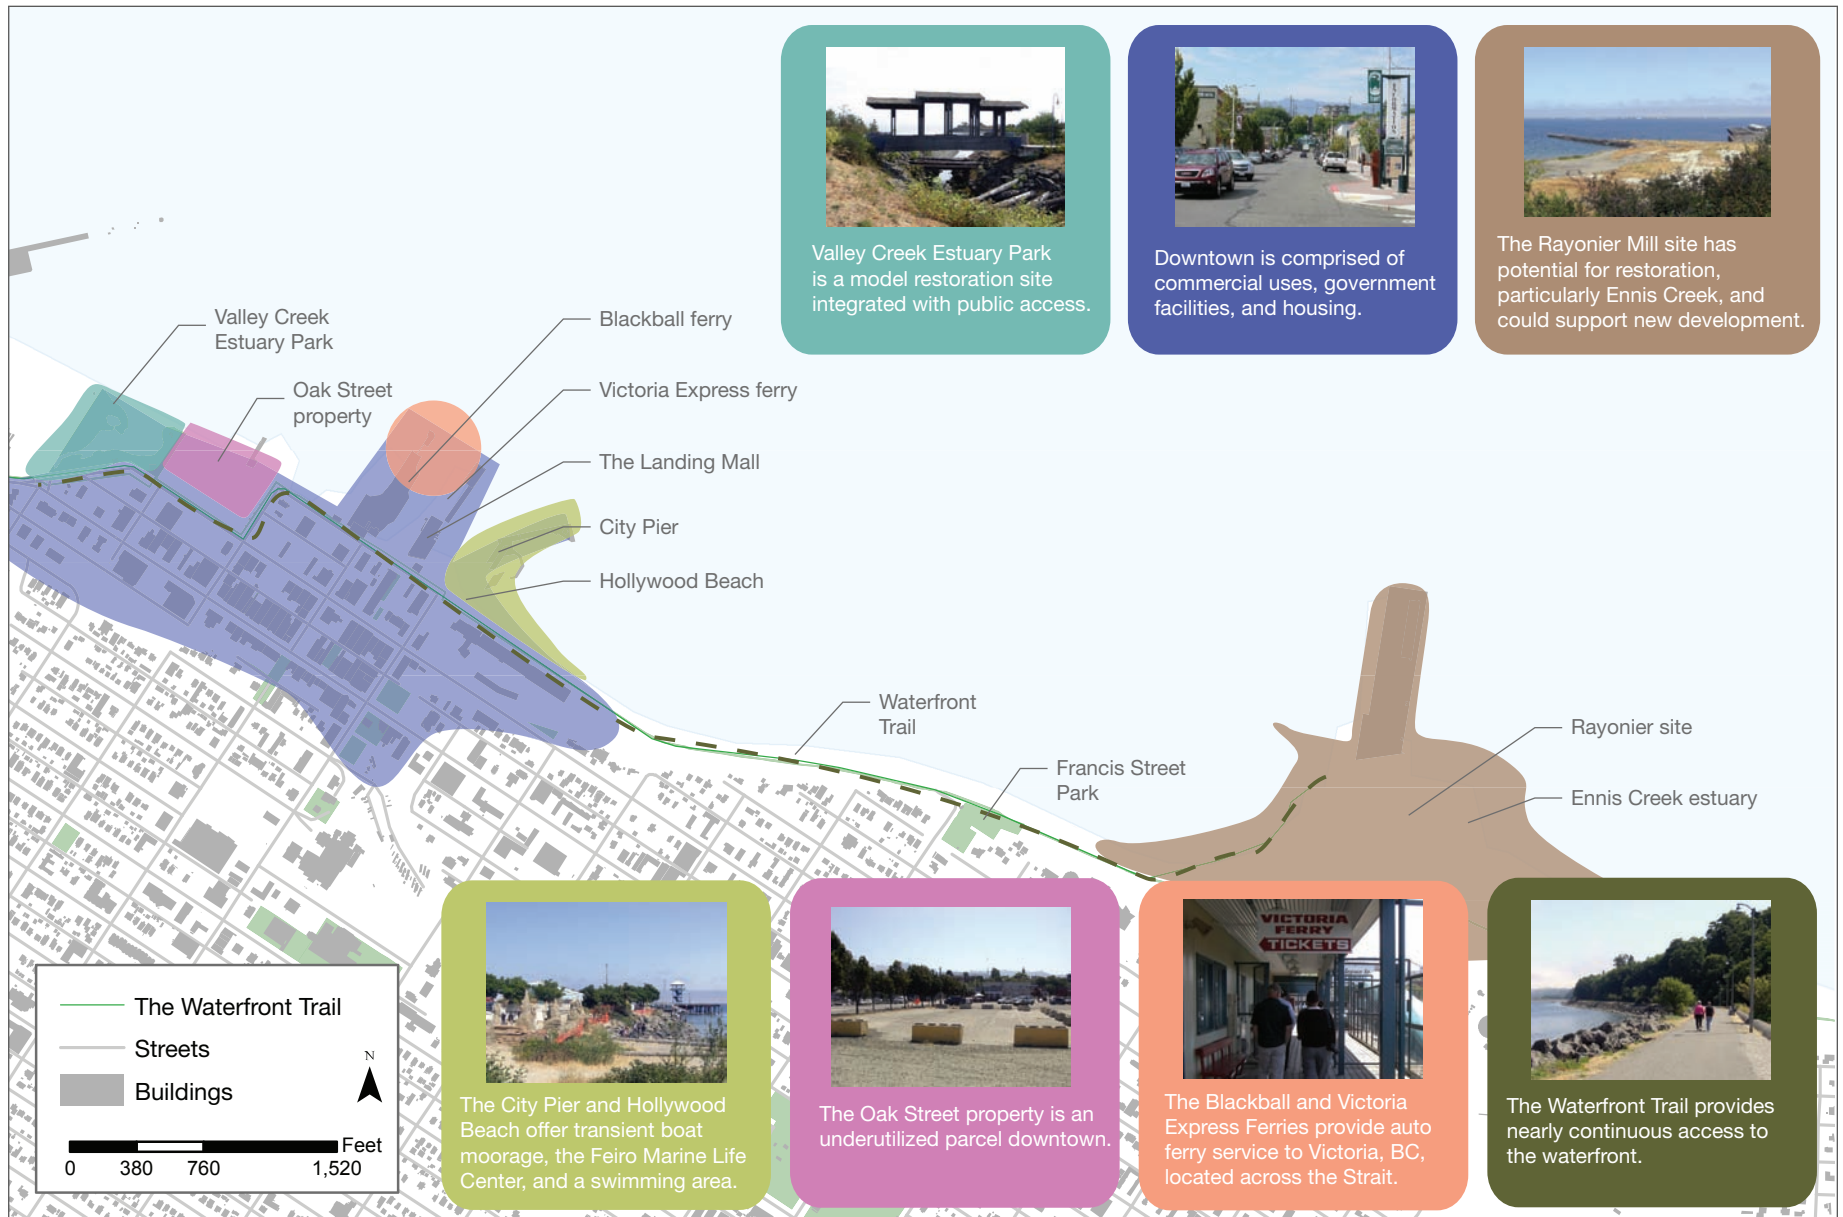 Valley Creek Estuary Park
is a model restoration site
integrated with public access.
INFORMATION
Downtown is comprised of
commercial uses, government
facilities, and housing.
The Rayonier Mill site has
potential for restoration,
particularly Ennis Creek, and
could support new development.
Valley Creek
Estuary Park
Oak Street
property
Blackball ferry
Victoria Express ferry
The Landing Mall
City Pier
Hollywood Beach
Waterfront
Trail
Francis Street
Park
Rayonier site
Ennis Creek estuary
The Waterfront Trail
Streets
Buildings
N
Feet
0 380 760 1,520
The City Pier and Hollywood
Beach offer transient boat
moorage, the Feiro Marine Life
Center, and a swimming area.
The Oak Street property is an
underutilized parcel downtown.
VICTORIA
FERRY
TICKETS
The Blackball and Victoria
Express Ferries provide auto
ferry service to Victoria, BC,
located across the Strait.
The Waterfront Trail provides
nearly continuous access to
the waterfront.